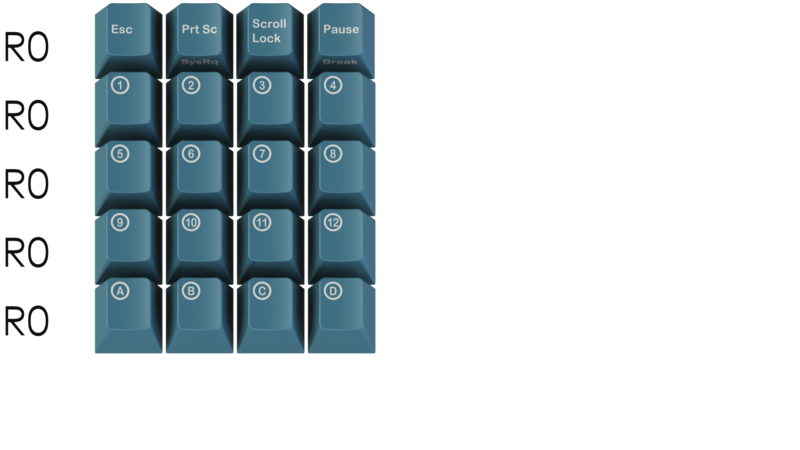 R0 Esc Prt Sc Scroll Lock Pause
SysRq Break
R0 1 2 3 4
R0 5 6 7 8
R0 9 10 11 12
R0 A B C D